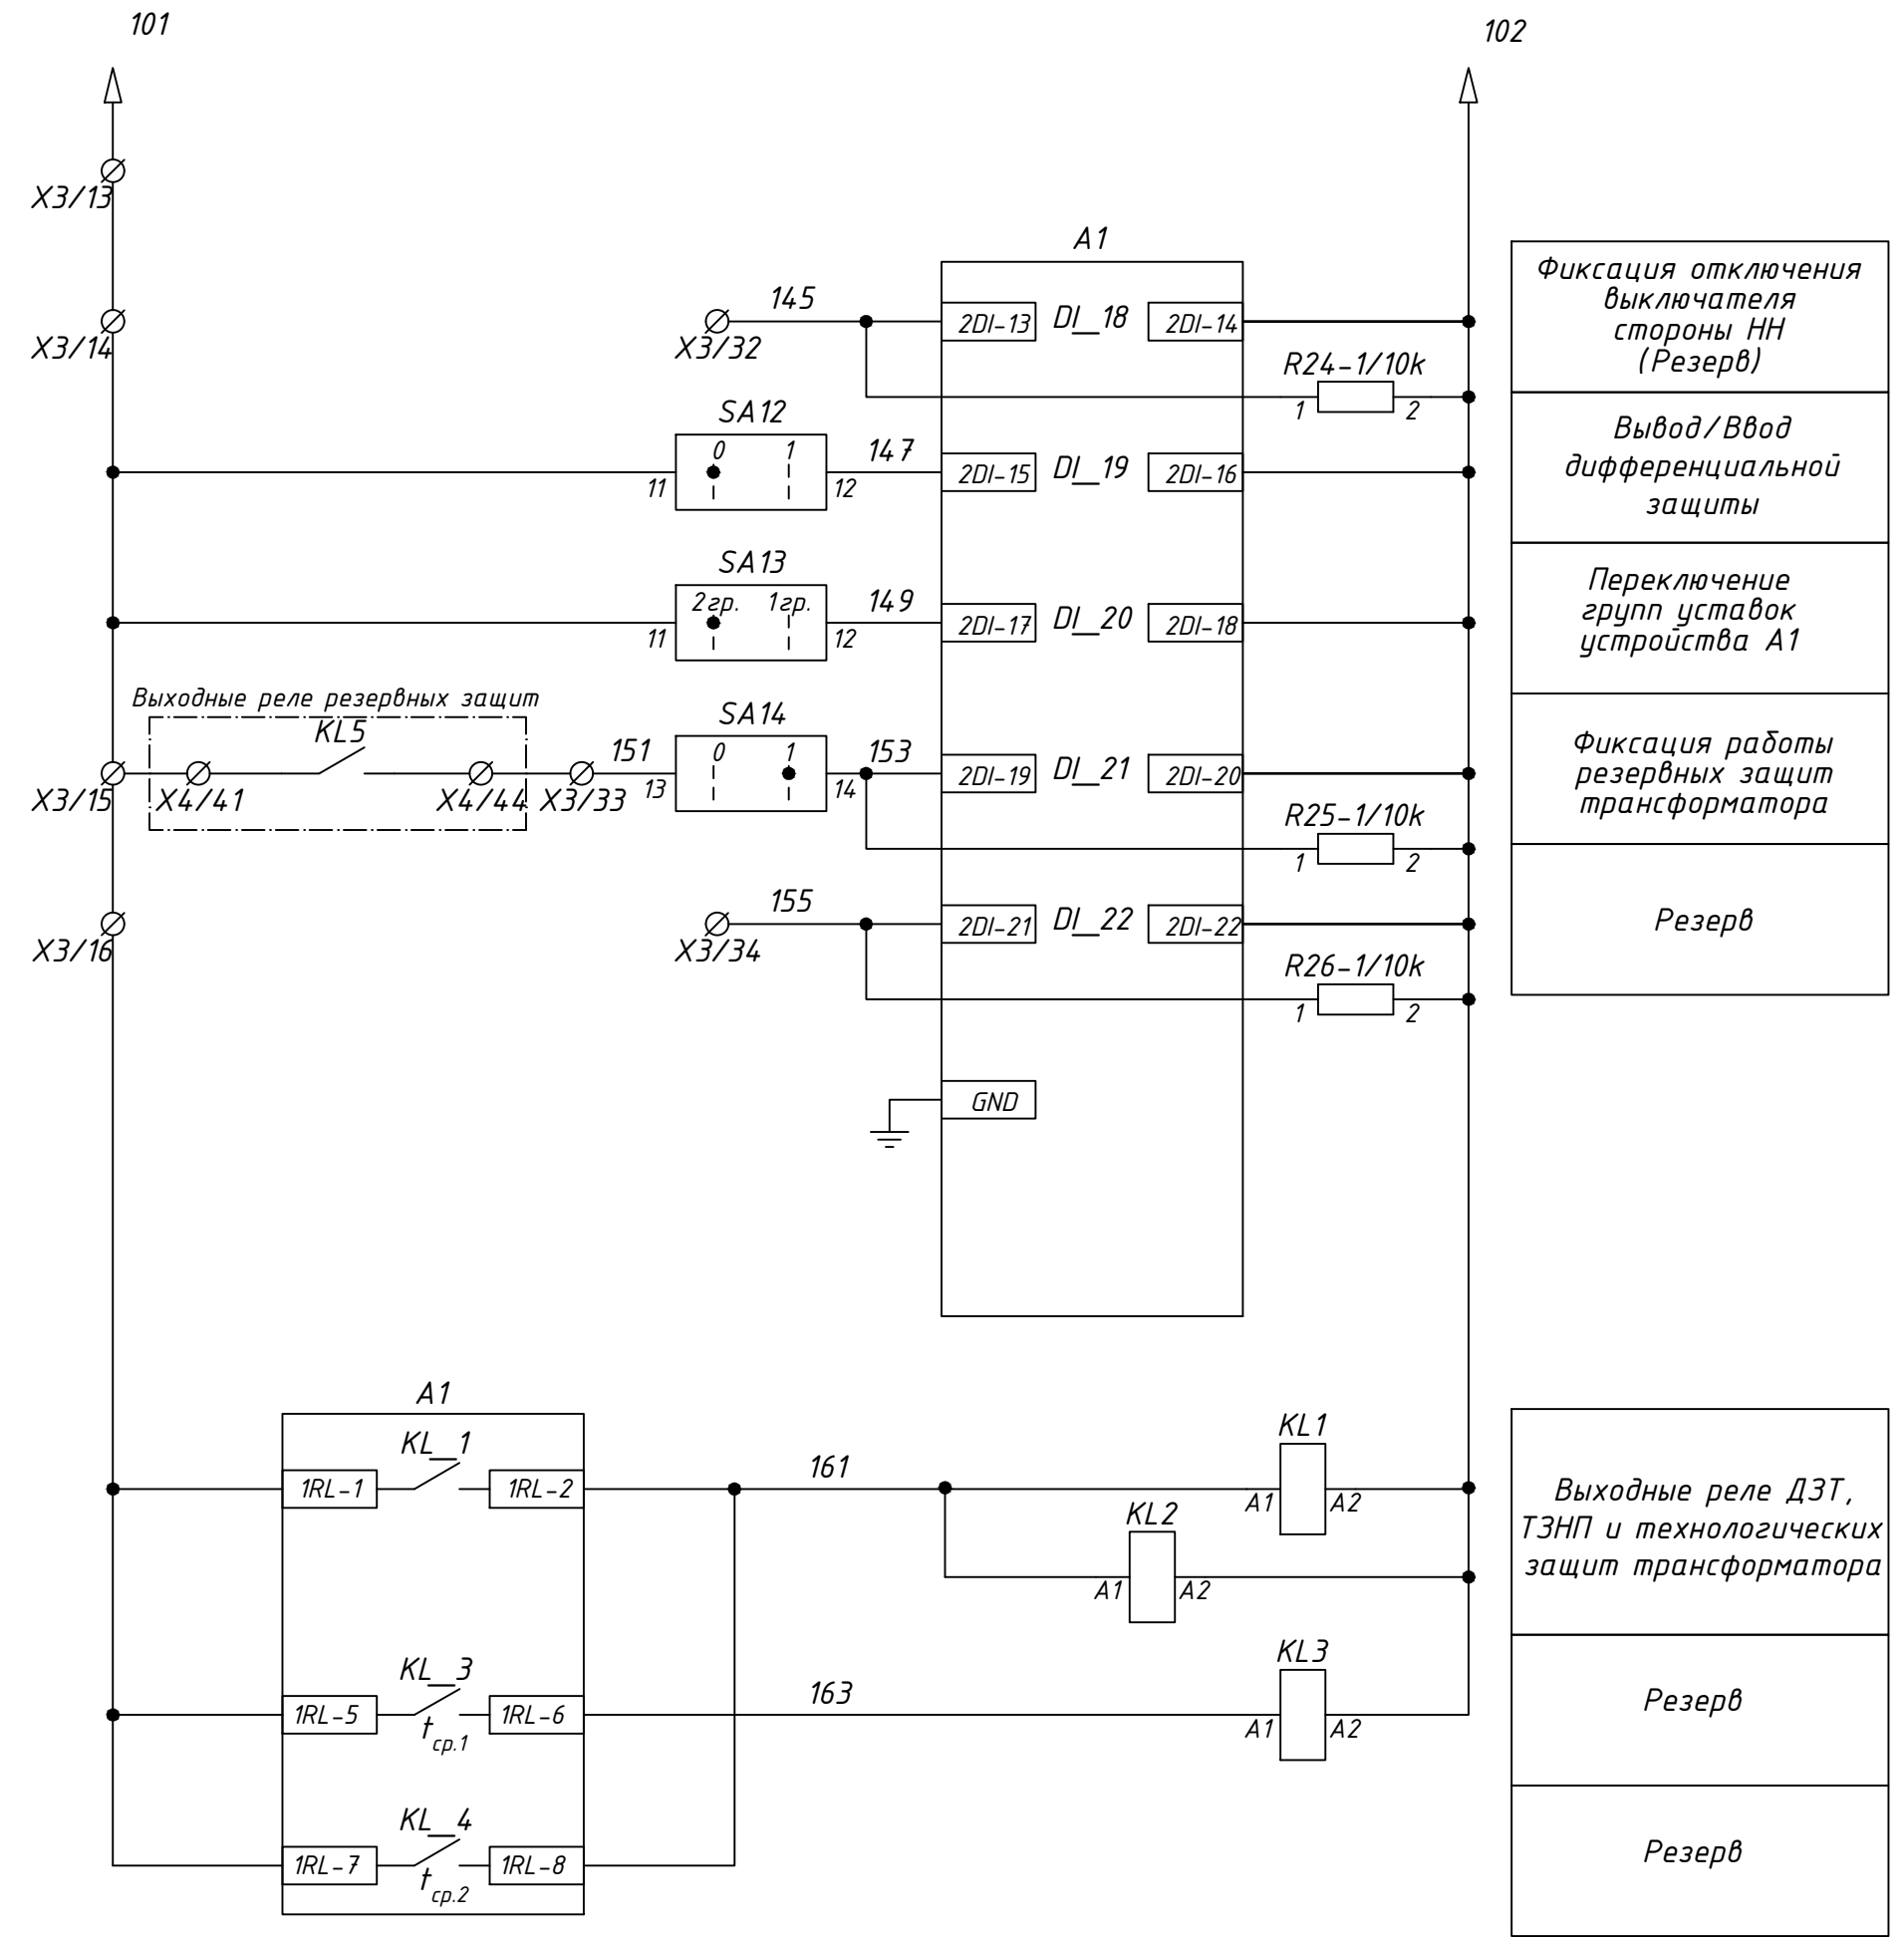 101
102
X3/13
X3/14
A1
145
X3/32
2DI-13
DI_18
2DI-14
R24-1/10k
1
2
Фиксация отключения
выключателя
стороны НН
(Резерв)
SA12
0
1
11
12
147
2DI-15
DI_19
2DI-16
Вывод/Ввод
дифференциальной
защиты
SA13
2гр.
1гр.
11
12
149
2DI-17
DI_20
2DI-18
Переключение
групп уставок
устройства А1
Выходные реле резервных защит
KL5
X3/15
X4/41
X4/44
X3/33
151
SA14
0
1
13
14
153
2DI-19
DI_21
2DI-20
R25-1/10k
1
2
Фиксация работы
резервных защит
трансформатора
X3/16
155
X3/34
2DI-21
DI_22
2DI-22
R26-1/10k
1
2
Резерв
GND
A1
KL_1
1RL-1
1RL-2
161
KL1
A1
A2
KL2
A1
A2
Выходные реле ДЗТ,
ТЗНП и технологических
защит трансформатора
KL_3
1RL-5
1RL-6
tср.1
163
KL3
A1
A2
Резерв
KL_4
1RL-7
1RL-8
tср.2
Резерв